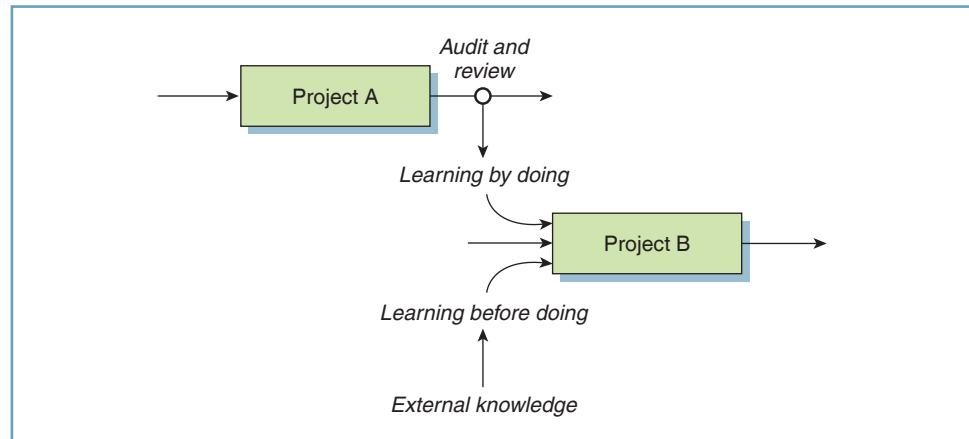 Audit and
review
Project A
Learning by doing
Project B
Learning before doing
External knowledge